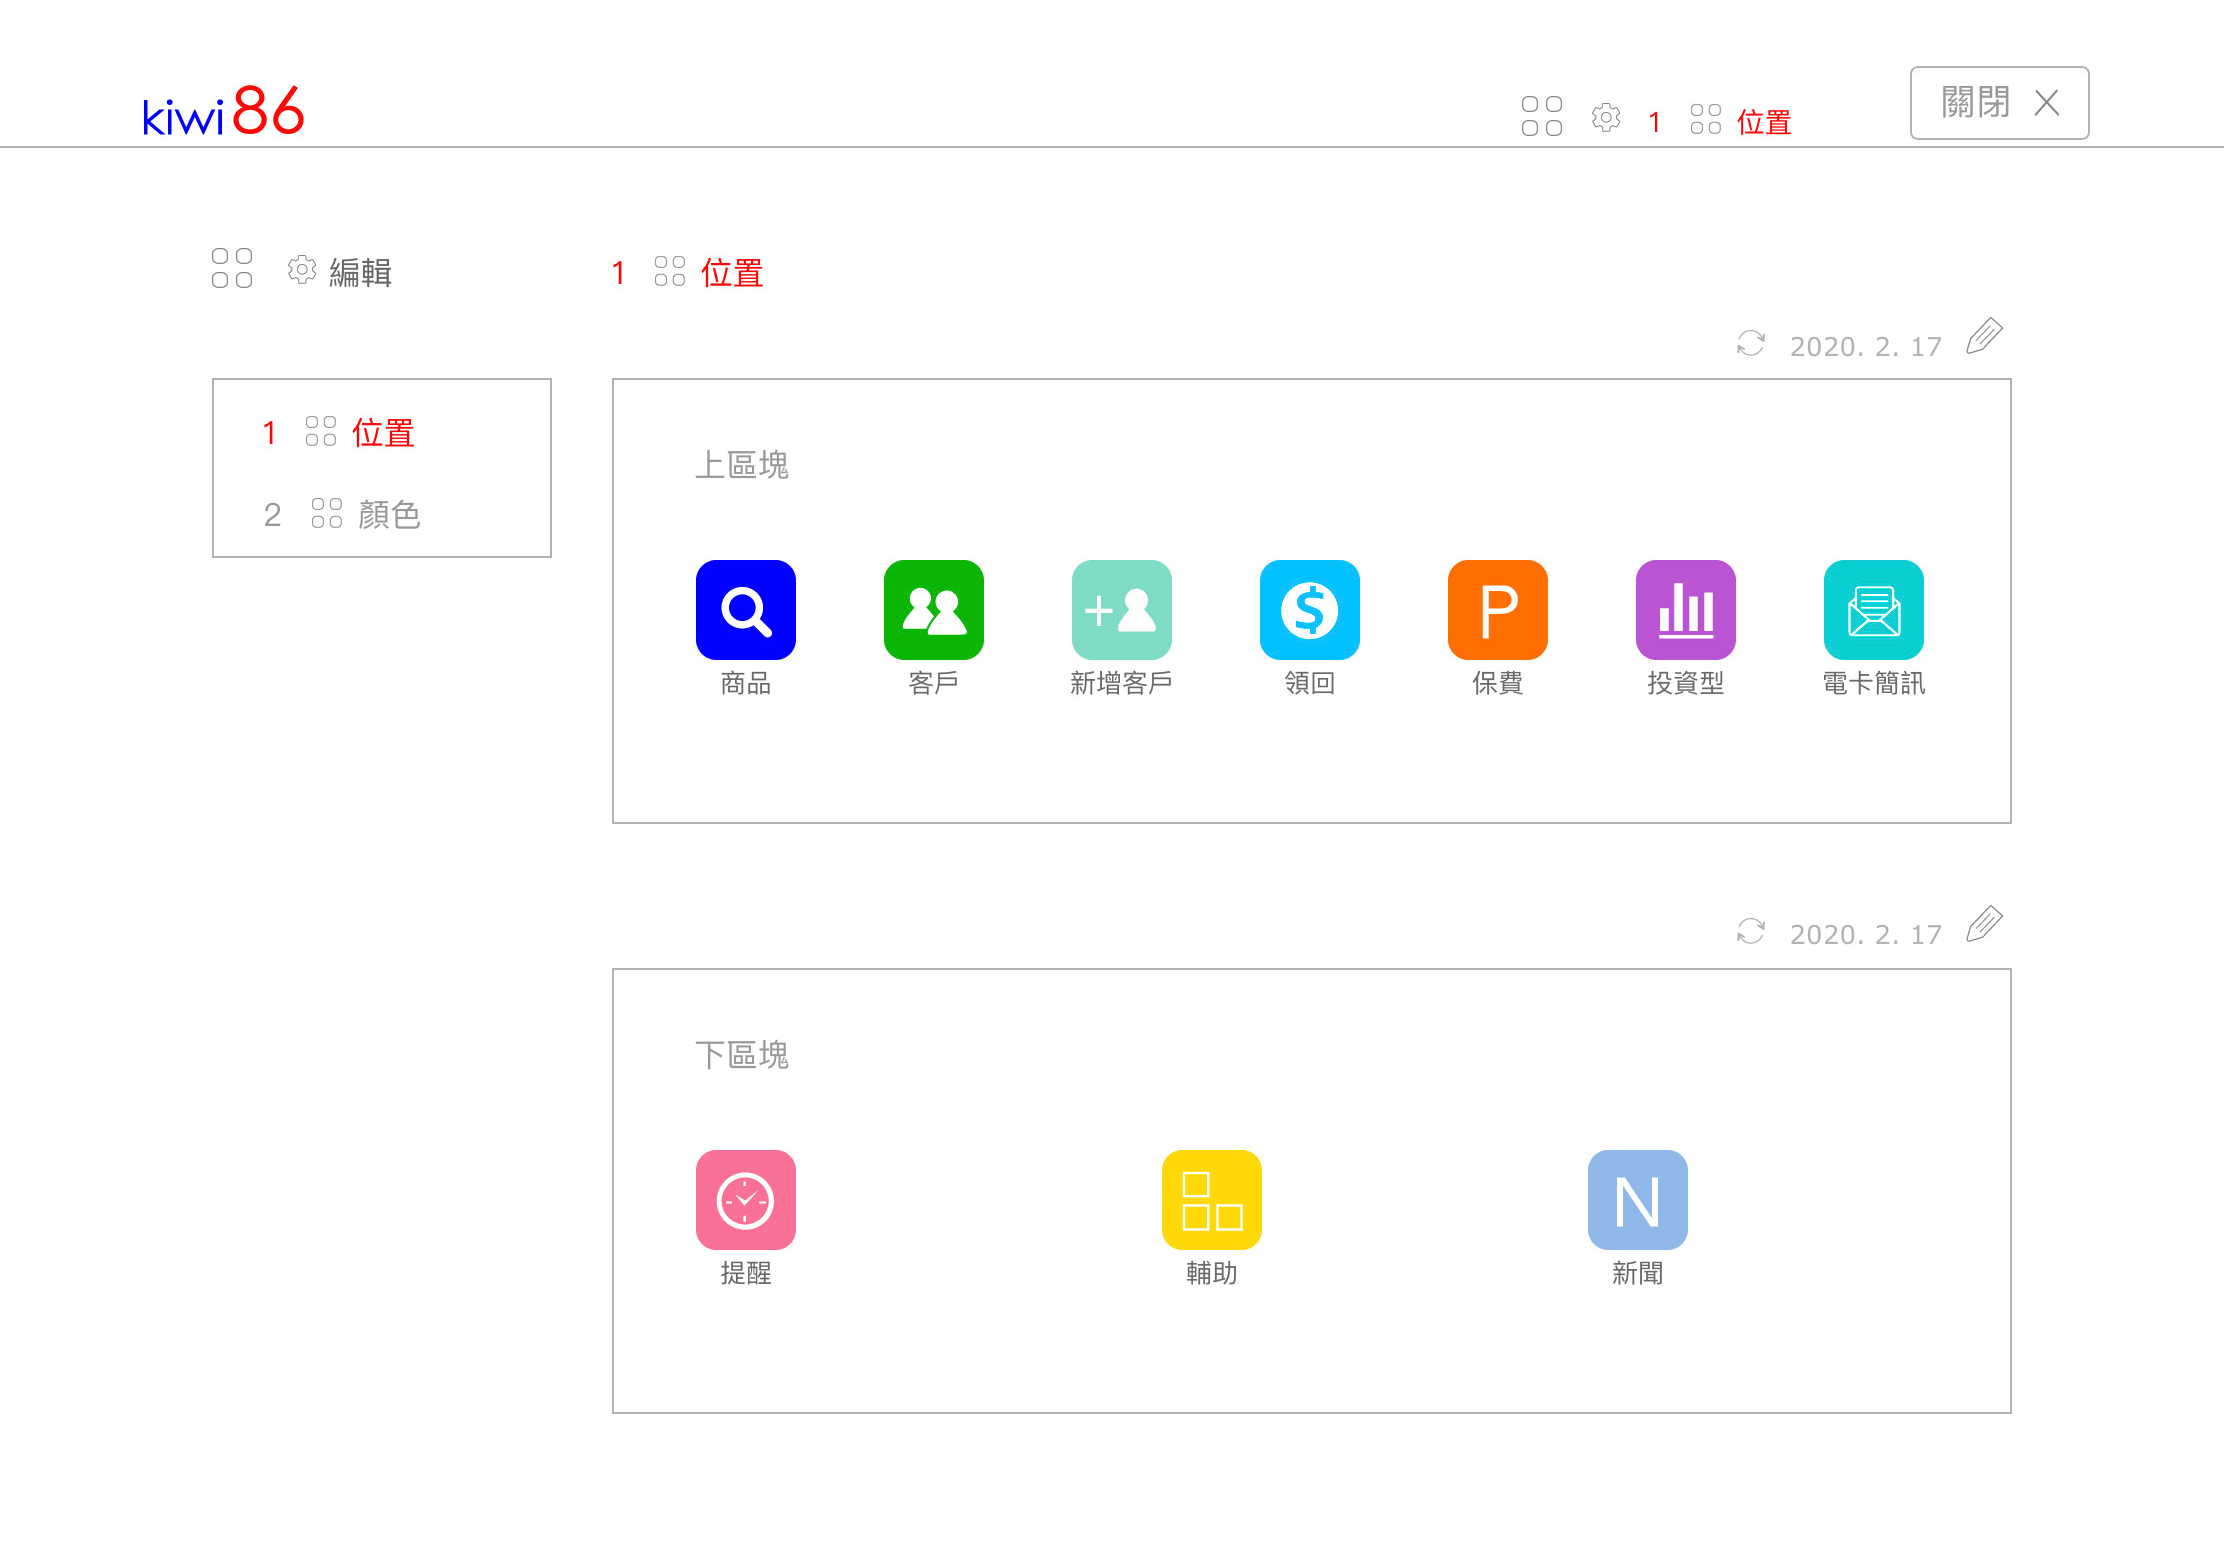 kiwi86
1 位置
關閉
編輯
1 位置
2020. 2. 17
1 位置
2 顏色
上區塊
商品 客戶 新增客戶 領回 保費 投資型 電卡簡訊
P
2020. 2. 17
下區塊
N
提醒 輔助 新聞